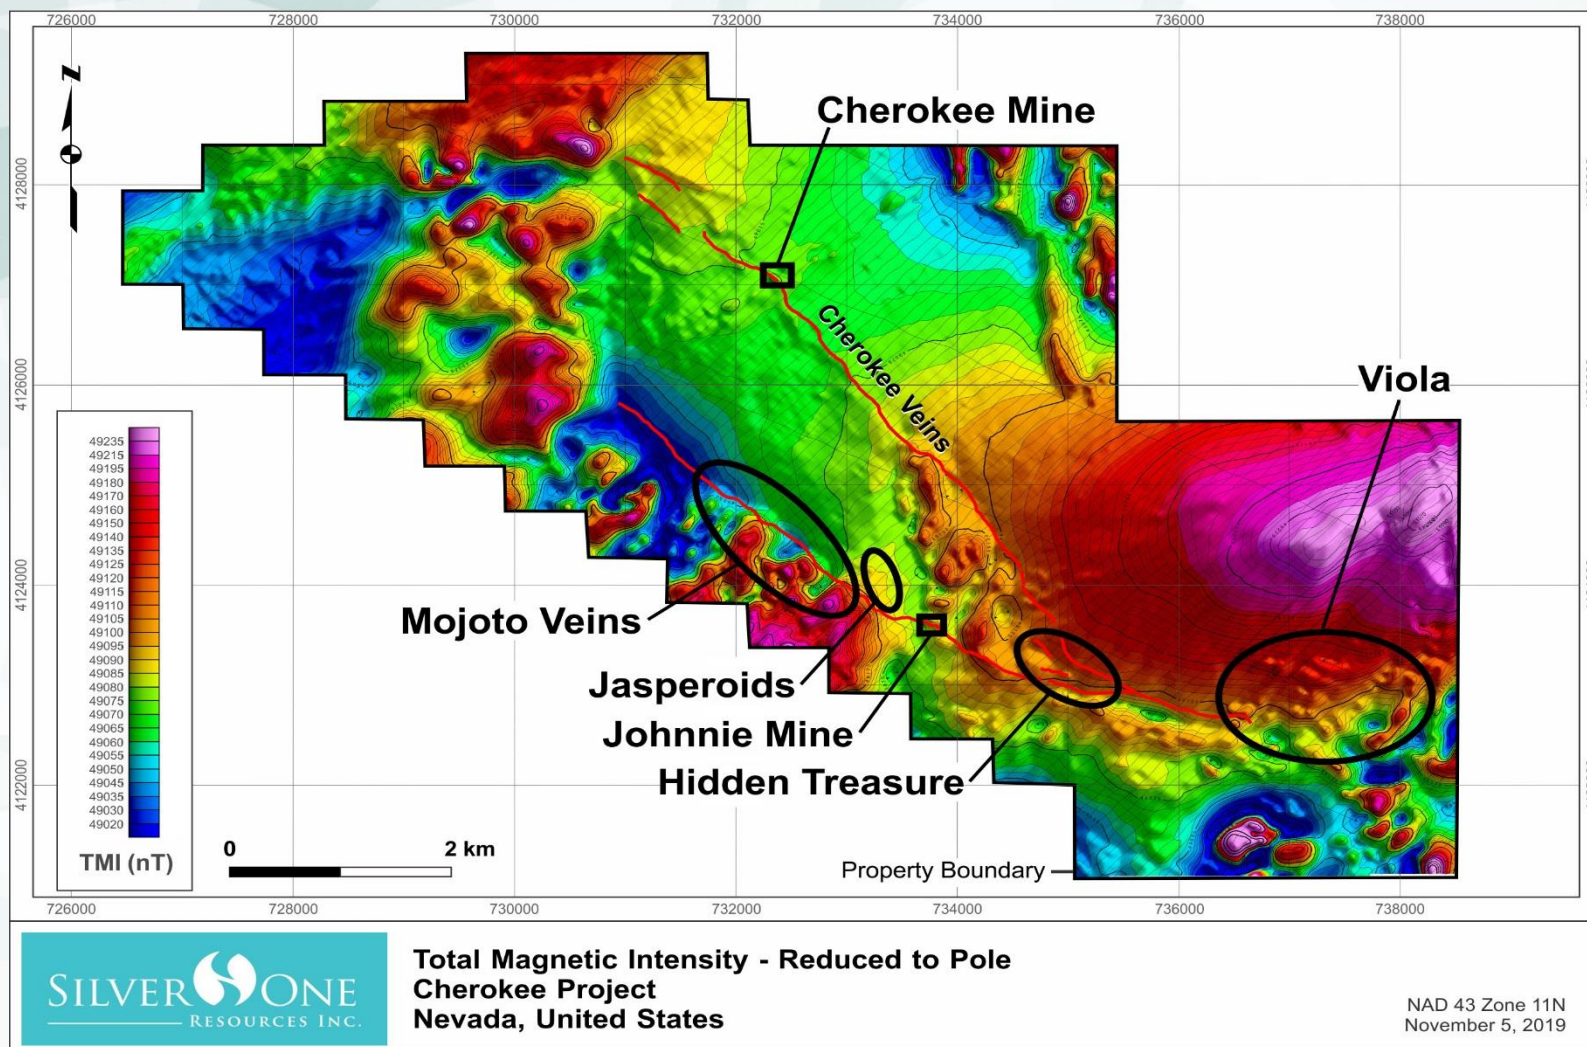 726000 728000 730000 732000 734000 736000 738000
N
Cherokee Mine
4128000
Cherokee Veins
4126000
Viola
49235
49215
49195
49180
49170
49160
49150
49140
49135
49125
49120
49115
49110
49105
49100
49095
49090
49080
49075
49070
49065
49060
49055
49050
49045
49035
49030
49020
TMI (nT)
4124000
Mojoto Veins
Jasperoids
Johnnie Mine
Hidden Treasure
4122000
0 2 km
Property Boundary
726000 728000 730000 732000 734000 736000 738000
SILVER ONE
RESOURCES INC.
Total Magnetic Intensity - Reduced to Pole
Cherokee Project
Nevada, United States
NAD 43 Zone 11N
November 5, 2019